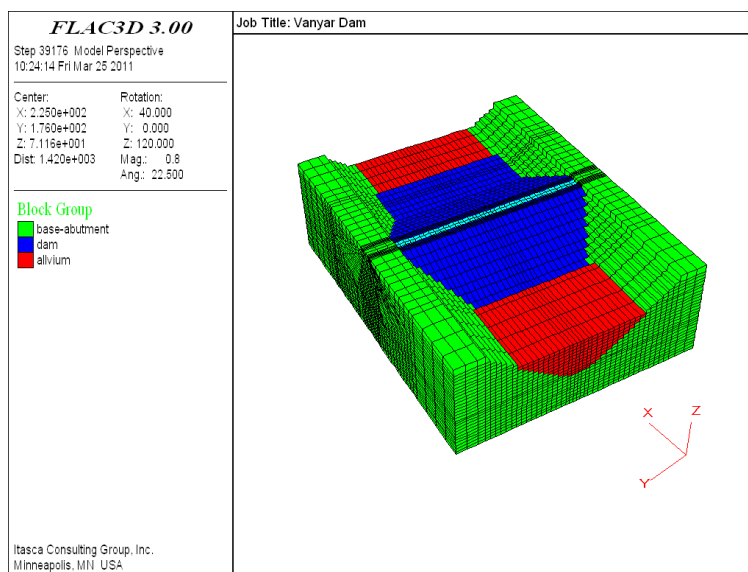 FLAC3D 3.00
Step 39176 Model Perspective
10:24:14 Fri Mar 25 2011
Center:
X: 2.250e+002
Y: 1.760e+002
Z: 7.116e+001
Dist: 1.420e+003
Rotation:
X: 40.000
Y: 0.000
Z: 120.000
Mag.: 0.8
Ang.: 22.500
Block Group
base-abutment
dam
allvium
Itasca Consulting Group, Inc.
Minneapolis, MN USA
Job Title: Vanyar Dam
X
Z
Y